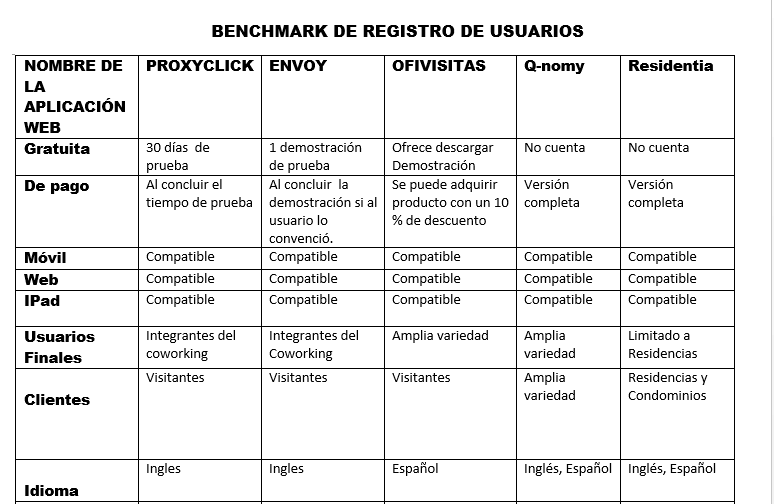 BENCHMARK DE REGISTRO DE USUARIOS
NOMBRE DE LA APLICACIÓN WEB PROXYCLICK ENVOY OFIVISITAS Q-nomy Residentia
Gratuita 30 días de prueba 1 demostración de prueba Ofrece descargar Demostración No cuenta No cuenta
De pago Al concluir el tiempo de prueba Al concluir la demostración si al usuario lo convenció. Se puede adquirir producto con un 10 % de descuento Versión completa Versión completa
Móvil Compatible Compatible Compatible Compatible Compatible
Web Compatible Compatible Compatible Compatible Compatible
IPad Compatible Compatible Compatible Compatible Compatible
Usuarios Finales Integrantes del coworking Integrantes del Coworking Amplia variedad Amplia variedad Limitado a Residencias
Clientes Visitantes Visitantes Visitantes Amplia variedad Residencias y Condominios
Idioma Ingles Ingles Español Inglés, Español Inglés, Español